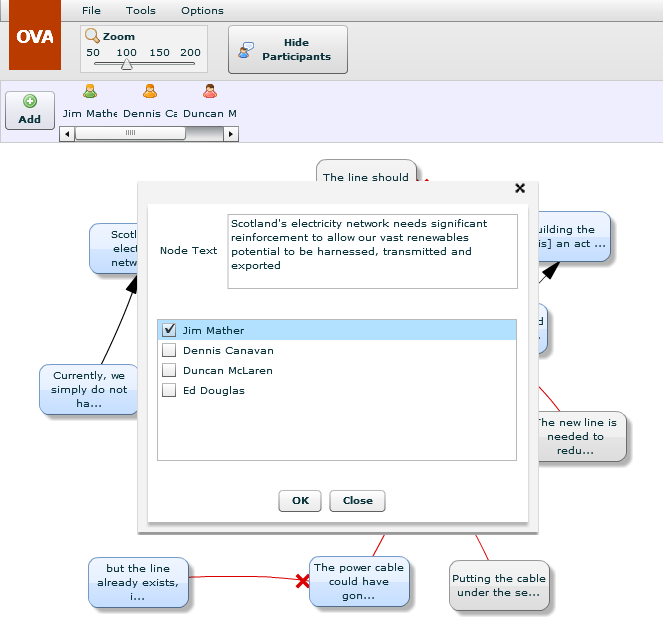 File Tools Options
OVA
Zoom
50 100 150 200
Hide
Participants
Add
Jim Mathe Dennis Ca Duncan M
The line should
Scotl
elect
netw
uilding the
is] an act ...
Node Text
Scotland's electricity network needs significant
reinforcement to allow our vast renewables
potential to be harnessed, transmitted and
exported
Jim Mather
Dennis Canavan
Duncan McLaren
Ed Douglas
Currently, we
simply do not
ha...
The new line is
needed to
redu...
OK Close
but the line
already exists,
i...
The power cable
could have
gon...
Putting the cable
under the se...